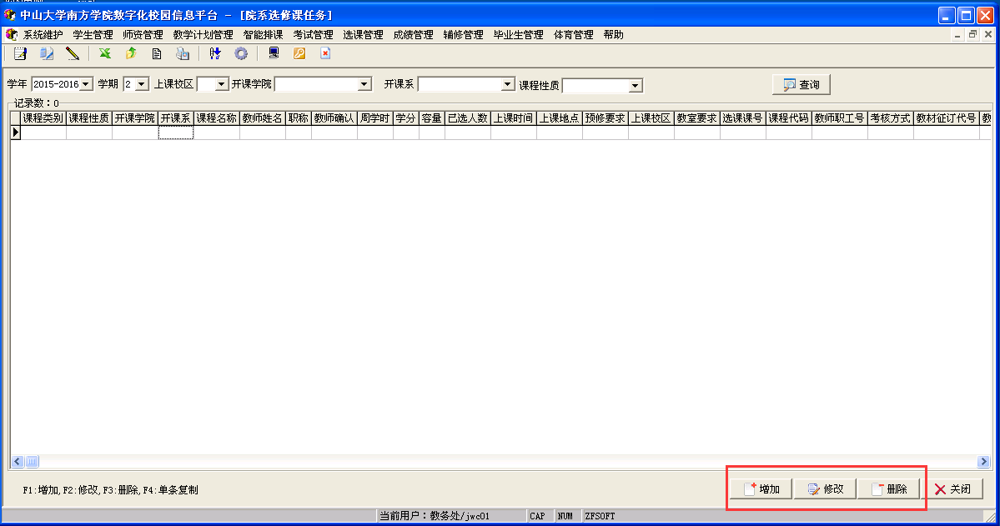 中山大学南方学院数字化校园信息平台 - [院系选修课任务]
系统维护 学生管理 师资管理 教学计划管理 智能排课 考试管理 选课管理 成绩管理 辅修管理 毕业生管理 体育管理 帮助
学年 2015-2016 学期 2 上课校区 开课学院 开课系 课程性质 查询
记录数：0
课程类别 课程性质 开课学院 开课系 课程名称 教师姓名 职称 教师确认 周学时 学分 容量 已选人数 上课时间 上课地点 预修要求 上课校区 教室要求 选课课号 课程代码 教师职工号 考核方式 教材征订代号 教
F1:增加,F2:修改,F3:删除,F4:单条复制 增加 修改 删除 关闭
当前用户：教务处/jwc01 CAP NUM ZFSOFT